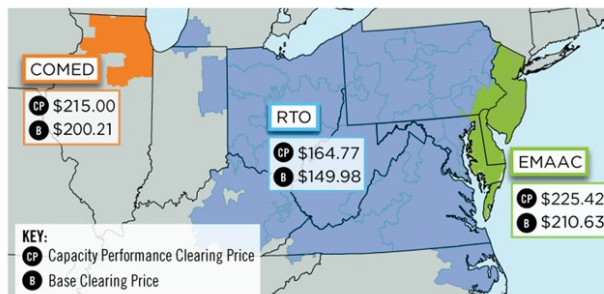 COMED
CP $215.00
B $200.21
RTO
CP $164.77
B $149.98
EMAAC
CP $225.42
B $210.63
KEY:
CP Capacity Performance Clearing Price
B Base Clearing Price